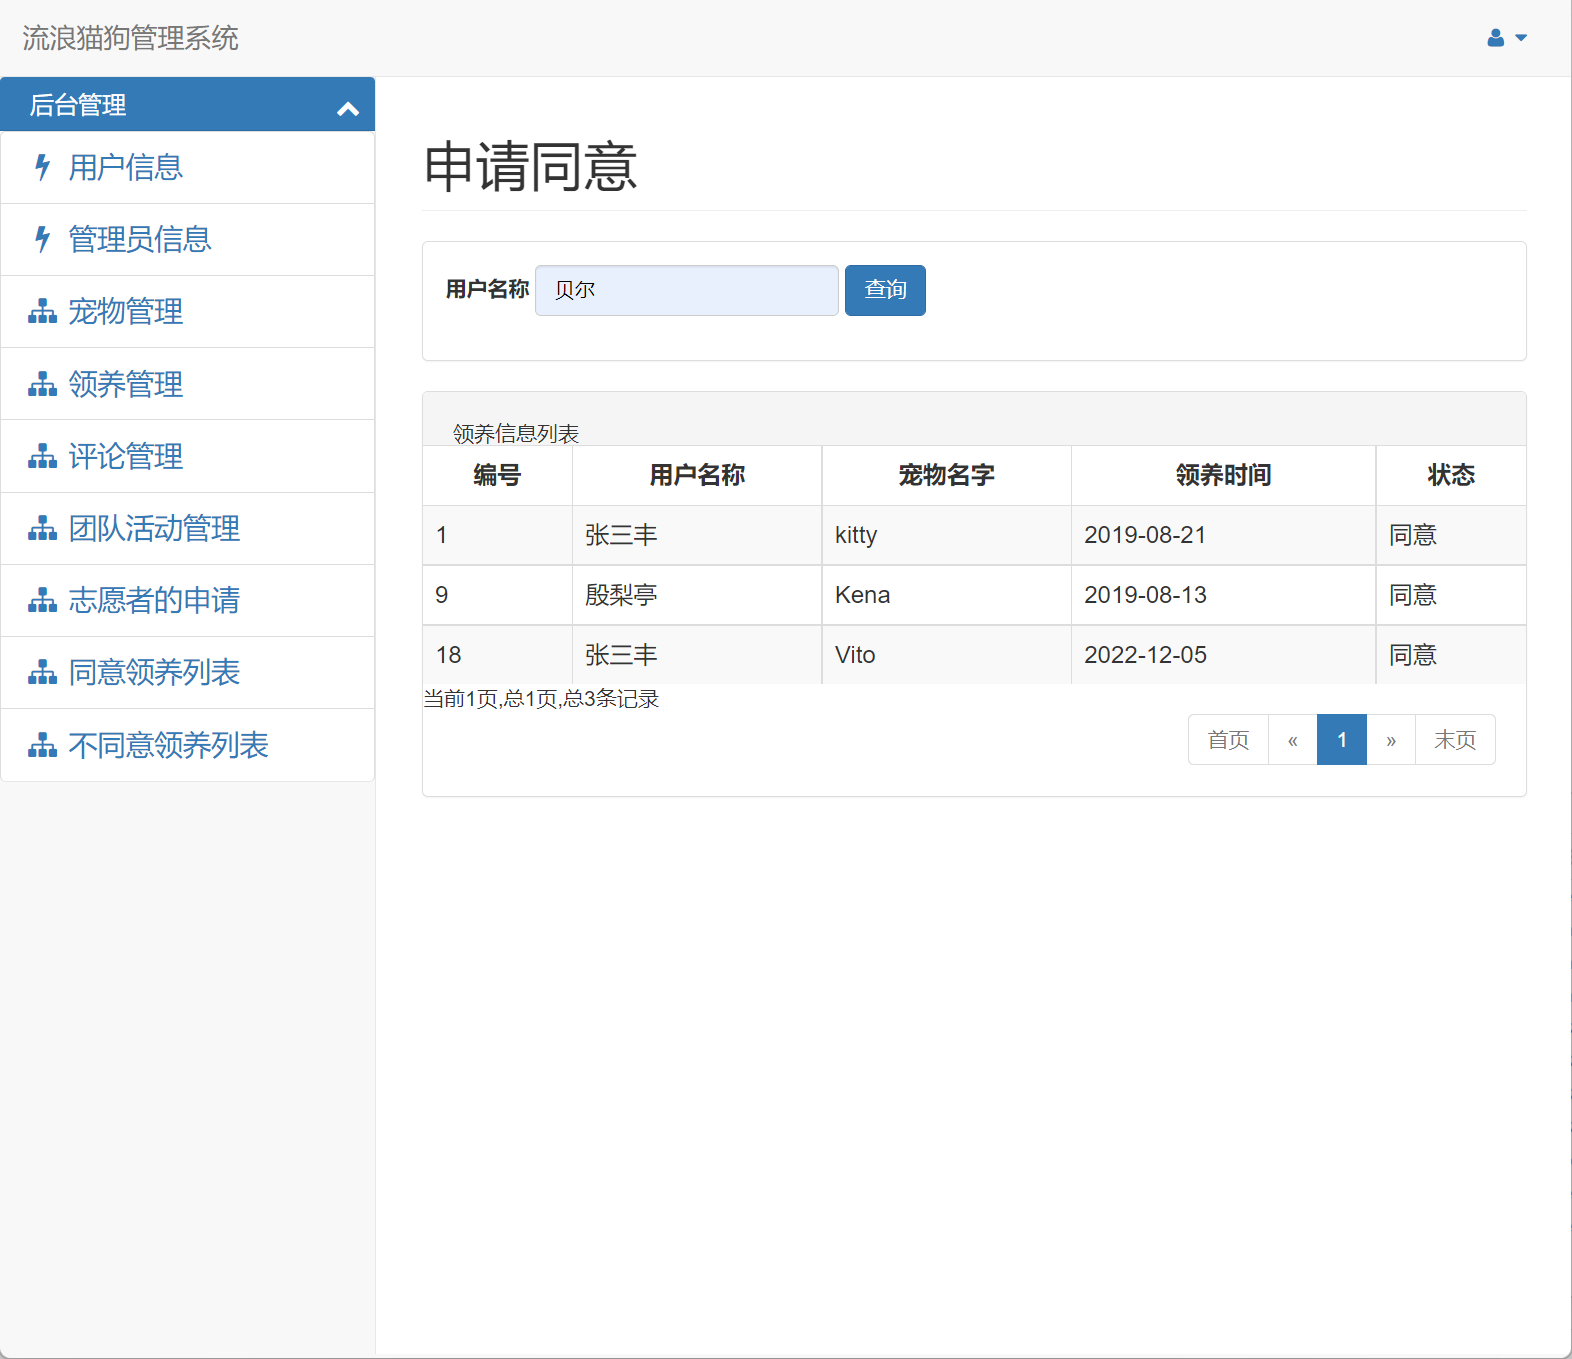 流浪猫狗管理系统
后台管理
用户信息
管理员信息
宠物管理
领养管理
评论管理
团队活动管理
志愿者的申请
同意领养列表
不同意领养列表
申请同意
用户名称 贝尔 查询
领养信息列表
编号 用户名称 宠物名字 领养时间 状态
1 张三丰 kitty 2019-08-21 同意
9 殷梨亭 Kena 2019-08-13 同意
18 张三丰 Vito 2022-12-05 同意
当前1页,总1页,总3条记录
首页 « 1 » 末页